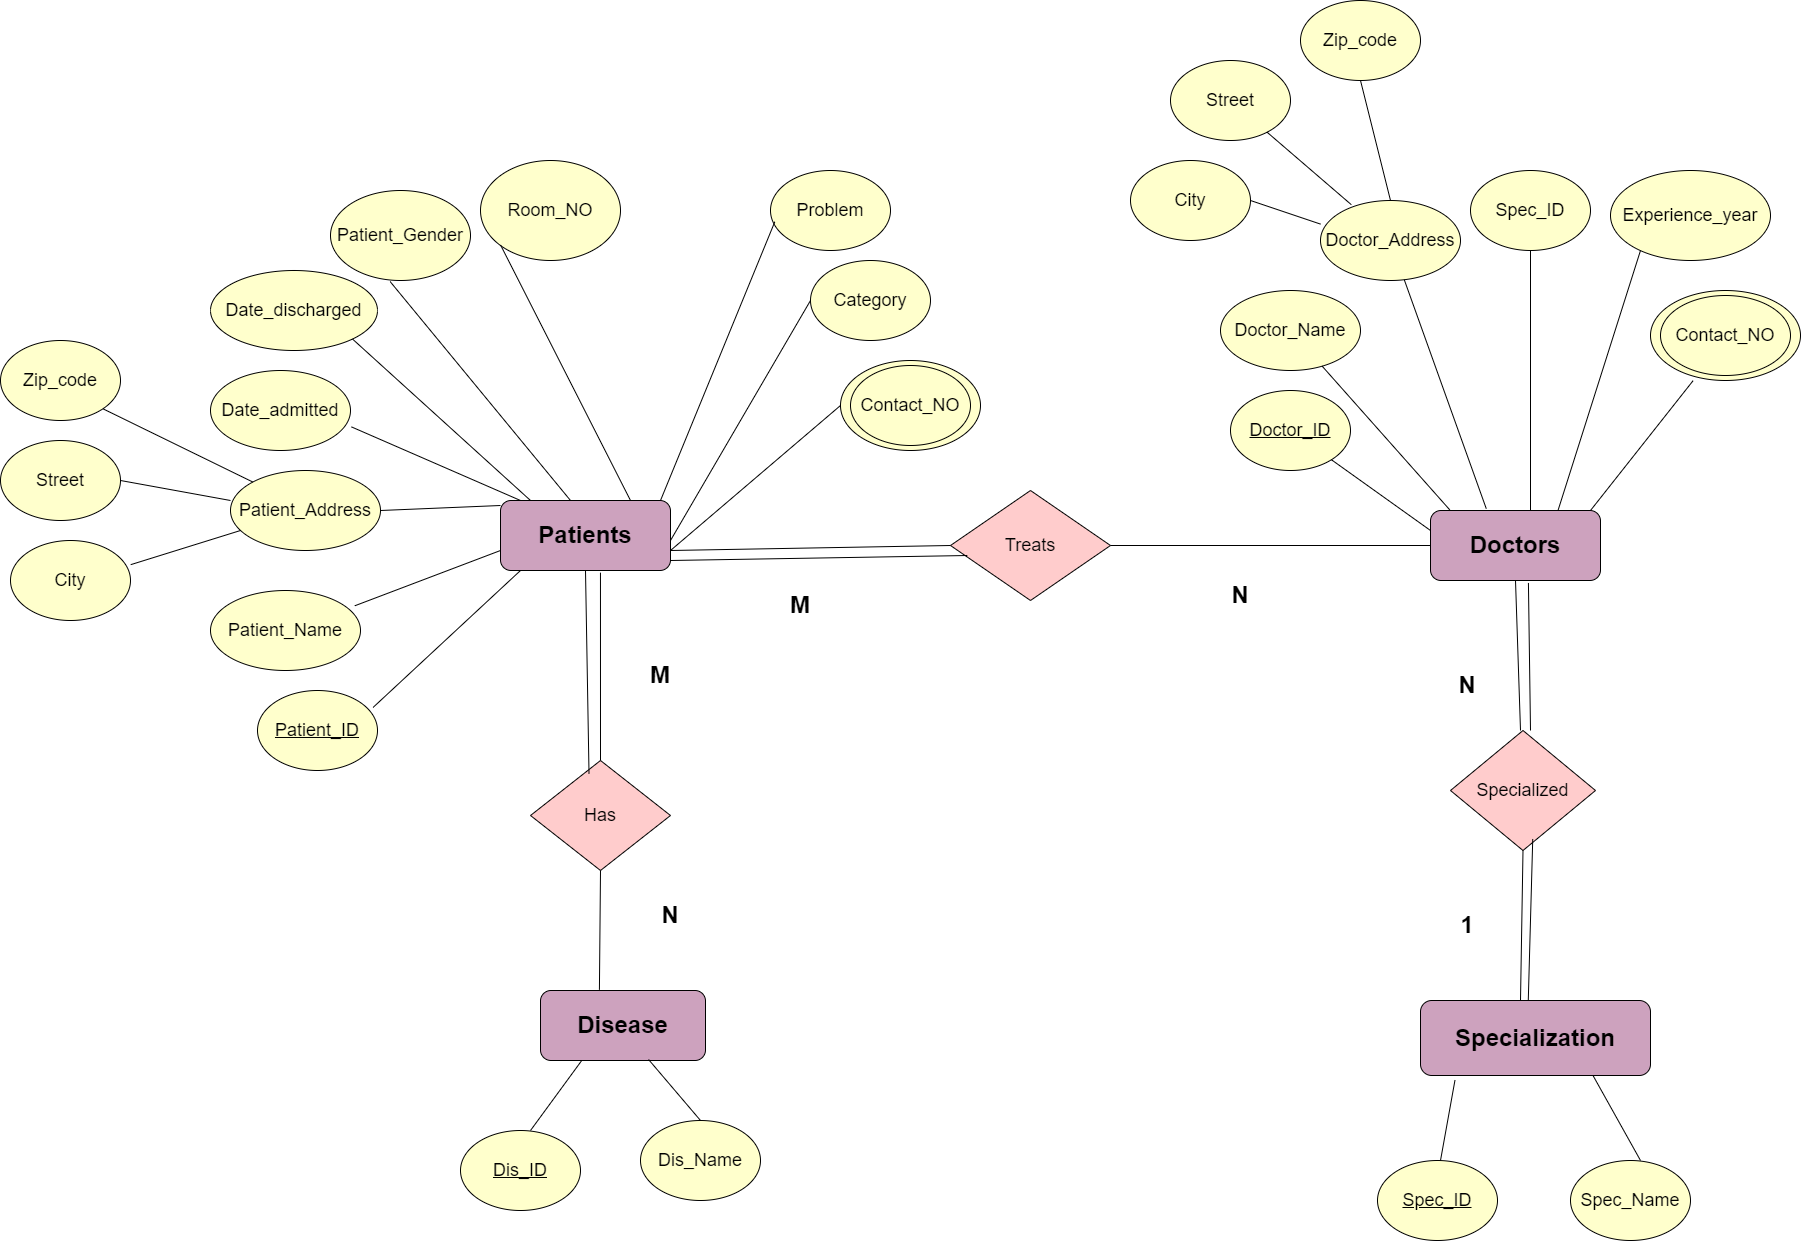 Zip_code
Street
City
Doctor_Address
Spec_ID
Experience_year
Contact_NO
Doctor_Name
Doctor_ID
Problem
Category
Contact_NO
Room_NO
Patient_Gender
Date_discharged
Date_admitted
Zip_code
Street
City
Patient_Address
Patient_Name
Patient_ID
Patients
Treats
Doctors
M
N
M
N
Has
Specialized
N
1
Disease
Specialization
Dis_ID
Dis_Name
Spec_ID
Spec_Name